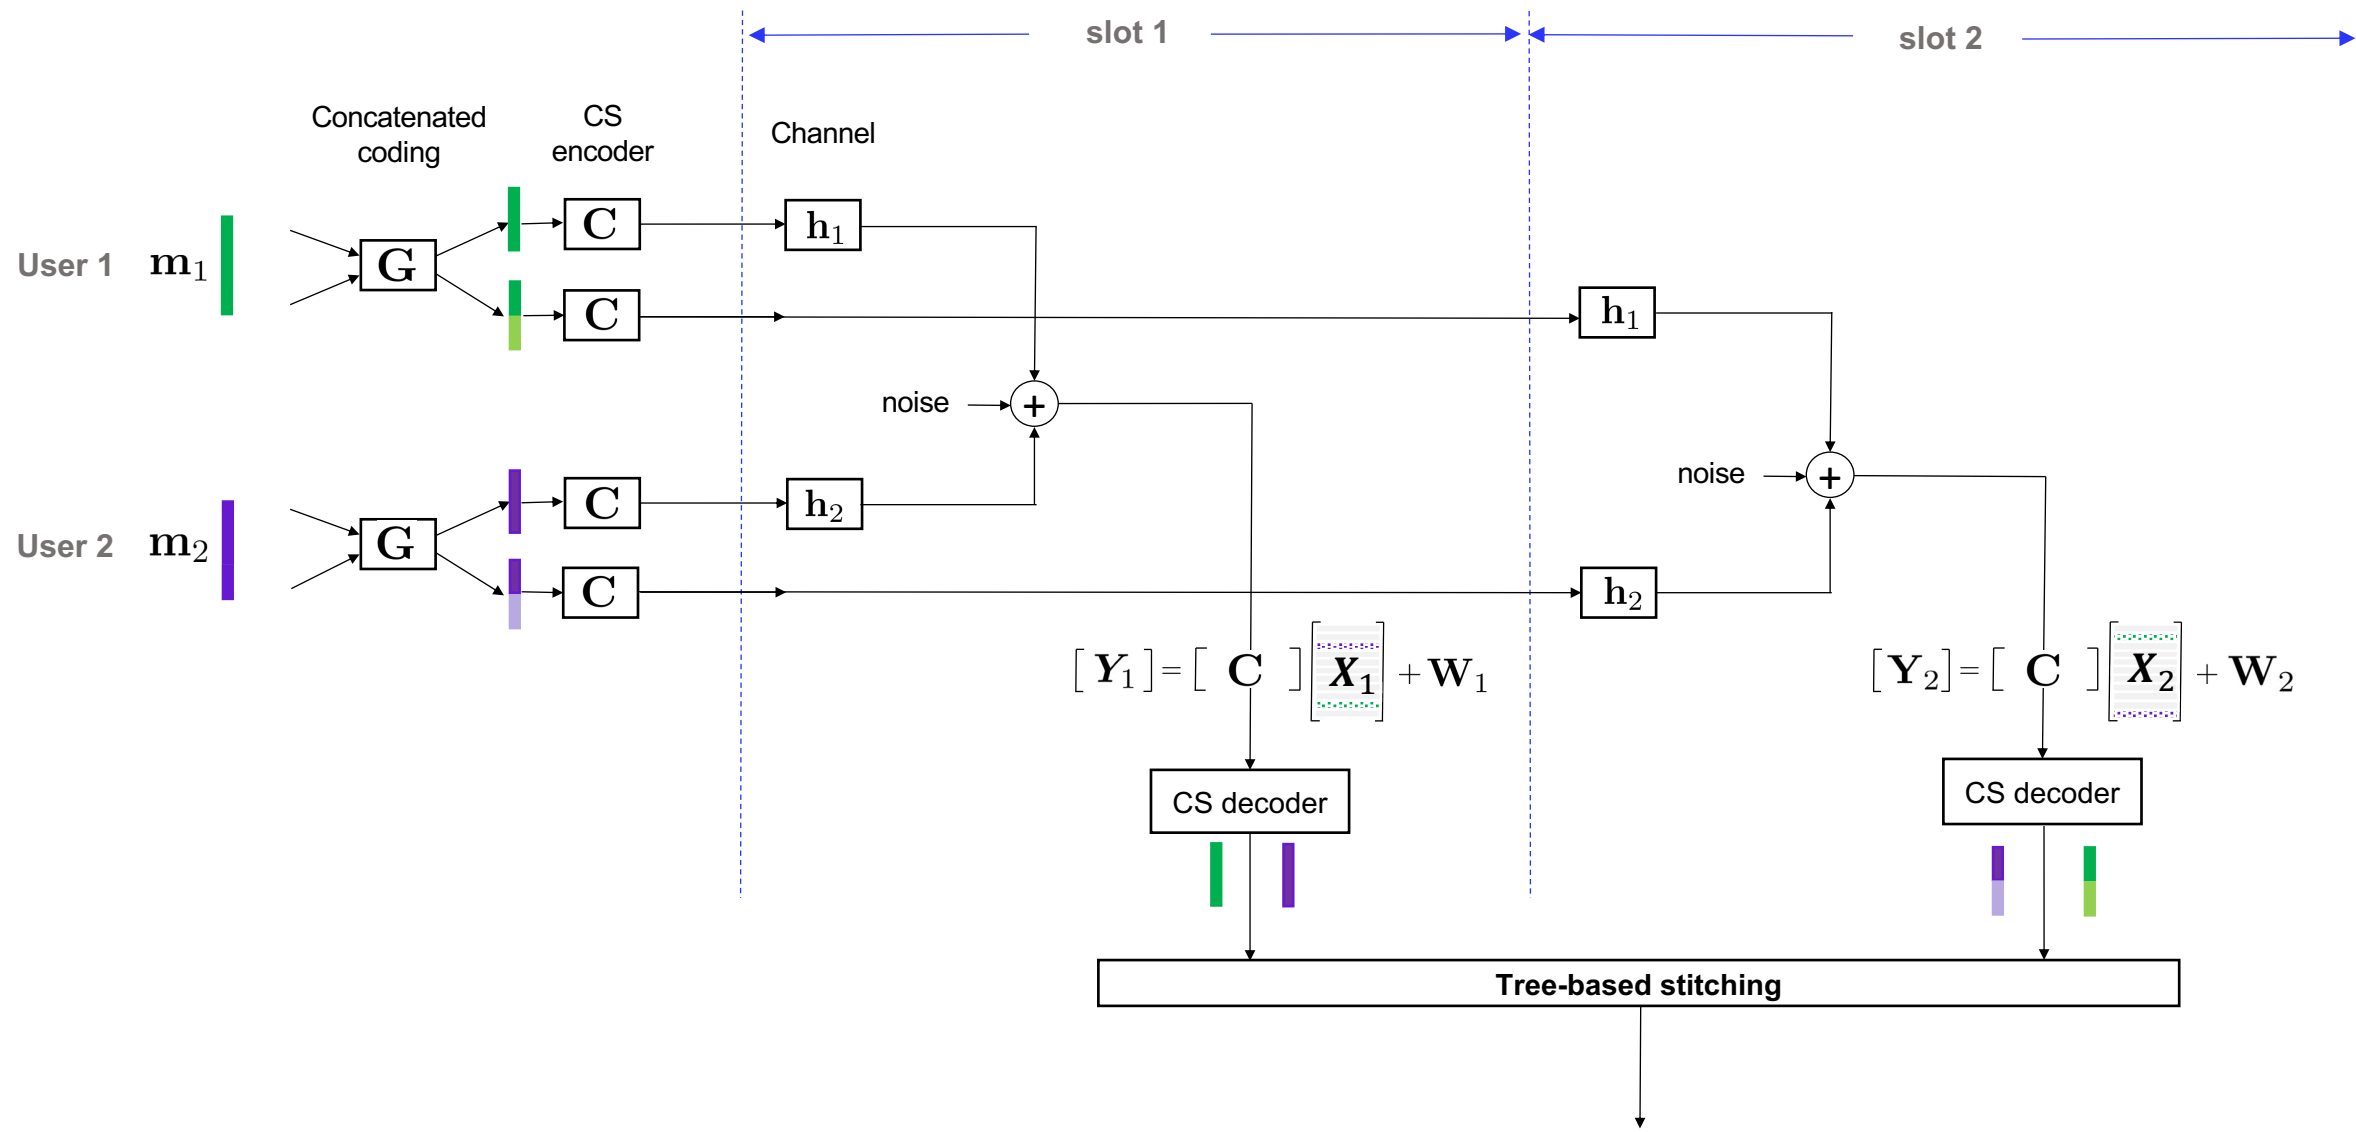 slot 1
slot 2
Concatenated
coding
CS
encoder
Channel
User 1 m₁
G
C
h₁
C
h₁
noise +
noise +
User 2 m₂
G
C
h₂
C
h₂
[Y₁] = [ C ] [X₁] + W₁
[Y₂] = [ C ] [X₂] + W₂
CS decoder
CS decoder
Tree-based stitching